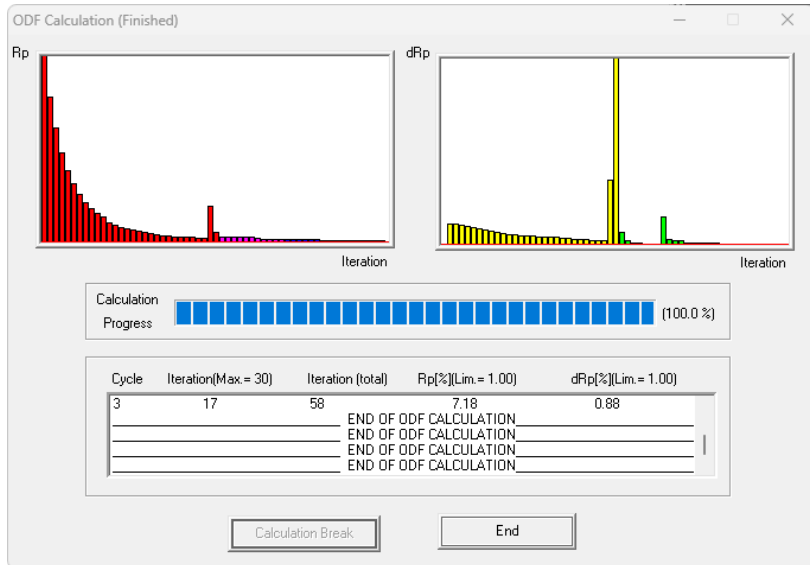 ODF Calculation (Finished)
Rp
dRp
Iteration
Iteration
Calculation
Progress
(100.0 %)
Cycle Iteration(Max.= 30) Iteration (total) Rp[%](Lim.= 1.00) dRp[%](Lim.= 1.00)
3 17 58 7.18 0.88
END OF ODF CALCULATION
END OF ODF CALCULATION
END OF ODF CALCULATION
END OF ODF CALCULATION
Calculation Break
End